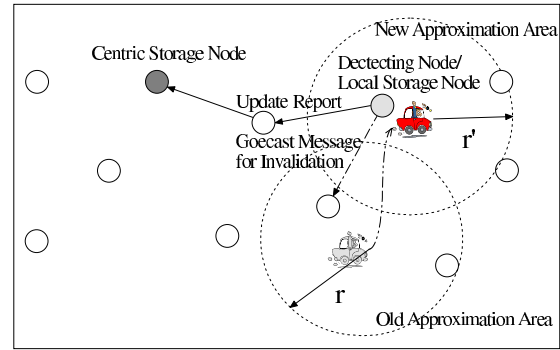 New Approximation Area
Centric Storage Node
Dectecting Node/
Local Storage Node
Update Report
r'
Goecast Message
for Invalidation
r
Old Approximation Area